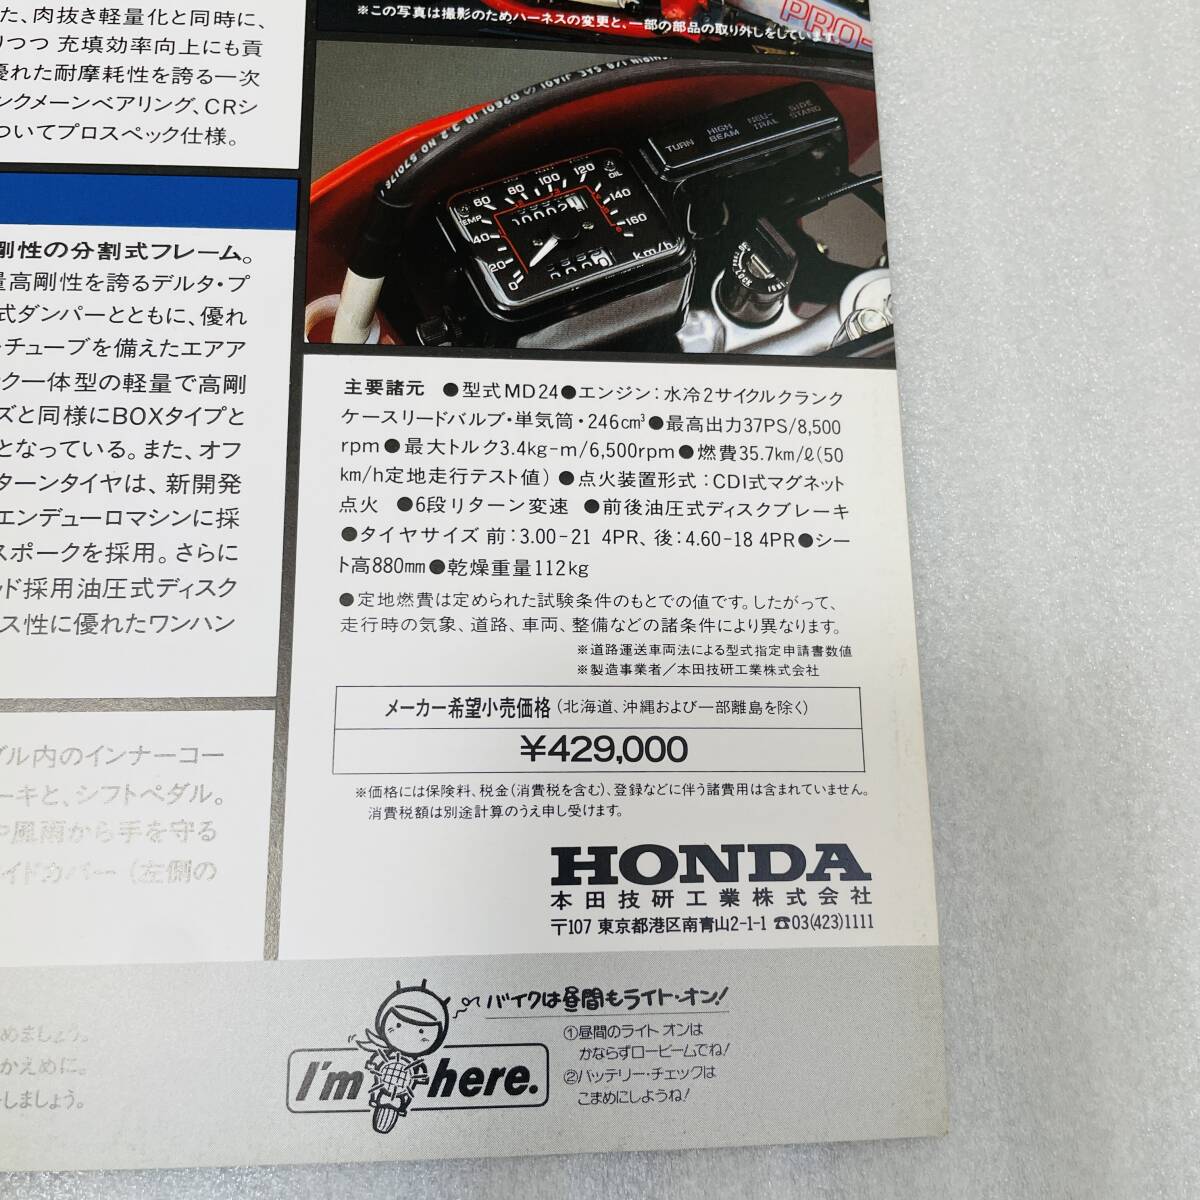 た、肉抜き軽量化と同時に、
りつつ 充填効率向上にも貢
優れた耐摩耗性を誇る一次
ンクメーンベアリング、CRシ
ついてプロスペック仕様。
※この写真は撮影のためハーネスの変更と、一部の部品の取り外しをしています。
PRO-
TURN
HIGH BEAM
NEU-TRAL
SIDE STAND
TEMP
OIL
0 20 40 60 80 100 120 140 160
km/h
LOCK
剛性の分割式フレーム。
量高剛性を誇るデルタ・プ
式ダンパーとともに、優れ
・チューブを備えたエアア
ク一体型の軽量で高剛
ズと同様にBOXタイプと
となっている。また、オフ
ターンタイヤは、新開発
エンデューロマシンに採
スポークを採用。さらに
ッド採用油圧式ディスク
ス性に優れたワンハン
主要諸元 ●型式MD24●エンジン：水冷2サイクルクランク
ケースリードバルブ・単気筒・246cm³●最高出力37PS/8,500
rpm●最大トルク3.4kg-m/6,500rpm●燃費35.7km/ℓ(50
km/h定地走行テスト値)●点火装置形式：CDI式マグネット
点火 ●6段リターン変速 ●前後油圧式ディスクブレーキ
●タイヤサイズ 前：3.00-21 4PR、後：4.60-18 4PR●シー
ト高880mm●乾燥重量112kg
●定地燃費は定められた試験条件のもとでの値です。したがって、
走行時の気象、道路、車両、整備などの諸条件により異なります。
※道路運送車両法による型式指定申請書数値
※製造事業者／本田技研工業株式会社
メーカー希望小売価格(北海道、沖縄および一部離島を除く)
¥429,000
※価格には保険料、税金(消費税を含む)、登録などに伴う諸費用は含まれていません。
消費税額は別途計算のうえ申し受けます。
ダル内のインナーコー
ーキと、シフトペダル。
や風雨から手を守る
イドカバー(左側の
HONDA
本田技研工業株式会社
〒107 東京都港区南青山2-1-1 ☎03(423)1111
めましょう。
かえめに。
しましょう。
I'm here.
バイクは昼間もライト・オン！
①昼間のライト オンは
かならずロービームでね！
②バッテリー・チェックは
こまめにしようね！